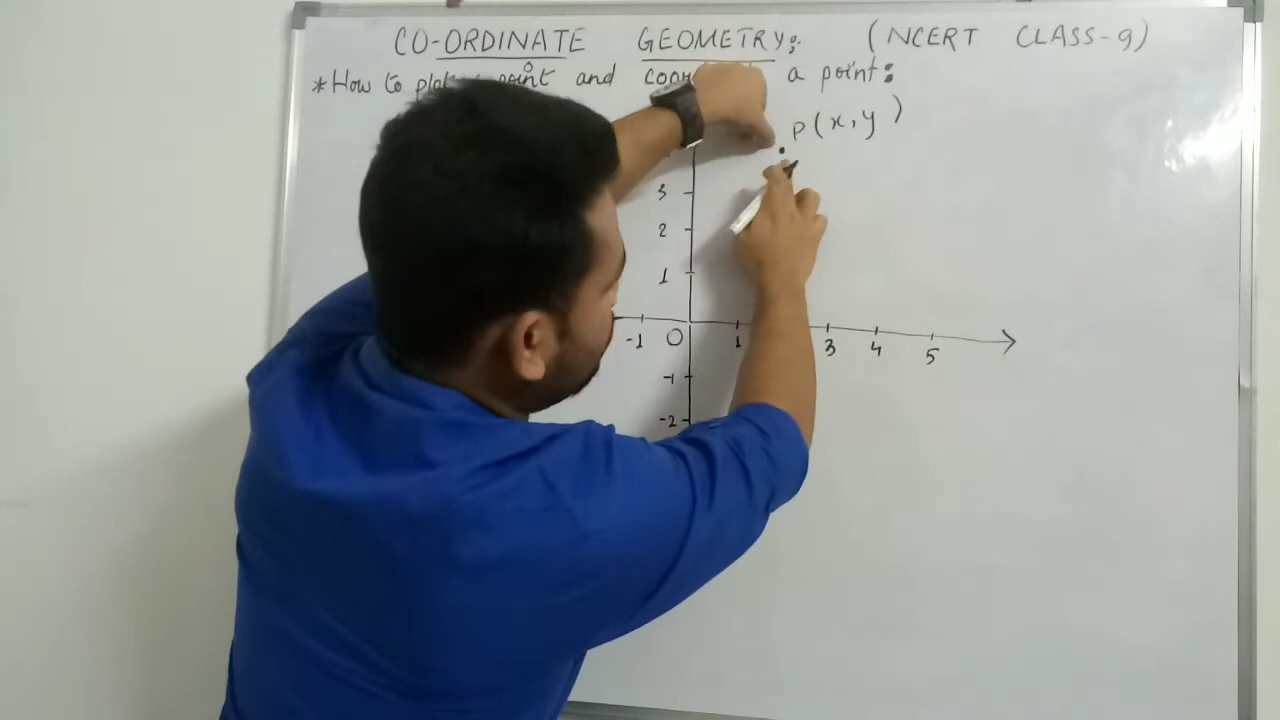 CO-ORDINATE GEOMETRY: (NCERT CLASS-9)
*How to point and a point:
P(x, y)
3
2
1
-1 O 1 3 4 5
-1
-2